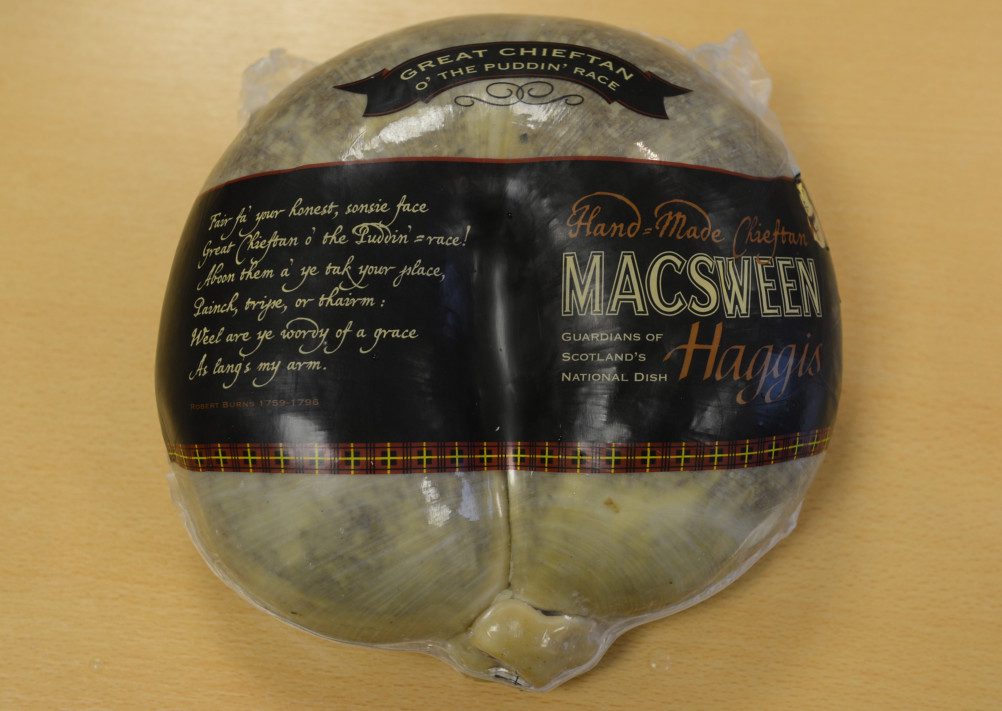 GREAT CHIEFTAN
O' THE PUDDIN' RACE
Fair fa' your honest, sonsie face
Great Chieftan o' the Puddin'=race!
Aboon them a' ye tak your place,
Painch, tripe, or thairm:
Weel are ye wordy of a grace
As lang's my arm.
ROBERT BURNS 1759-1796
Hand=Made Chieftan
MACSWEEN
GUARDIANS OF
SCOTLAND'S
NATIONAL DISH
Haggis